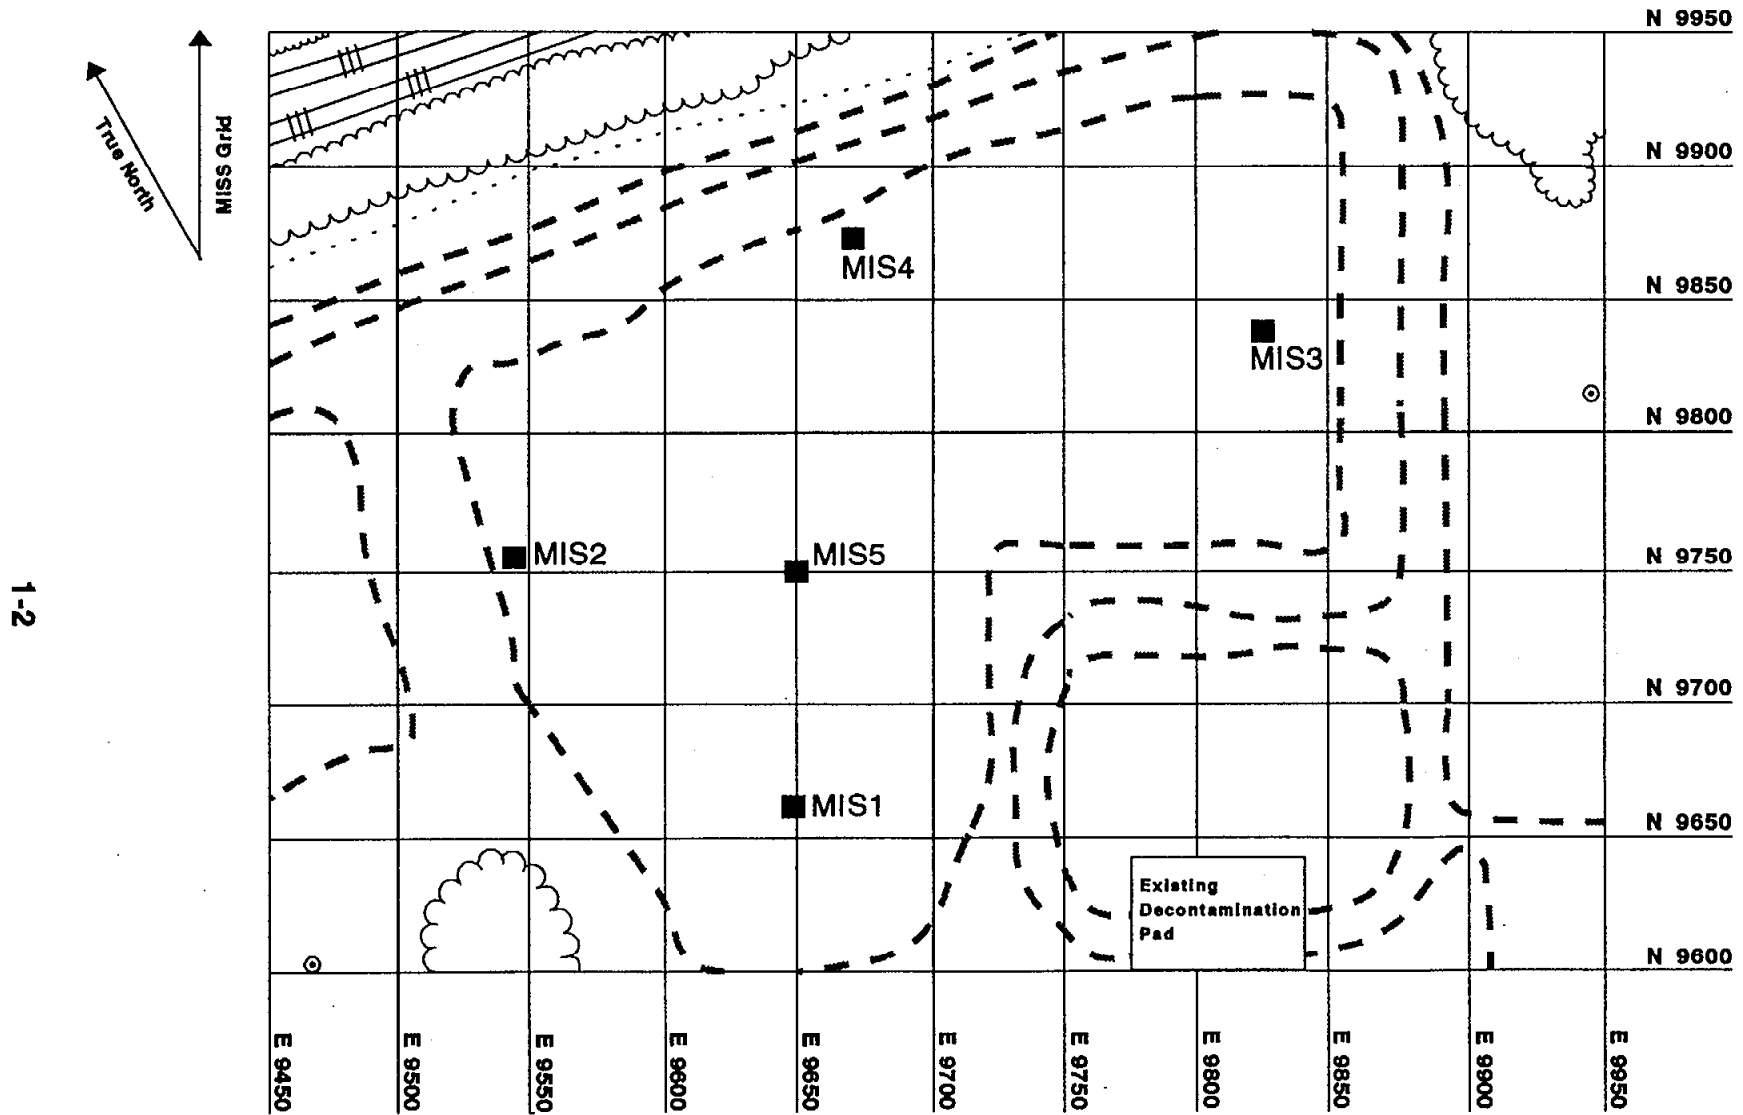 N 9950
True North
MISS Grid
N 9900
MIS4
N 9850
MIS3
N 9800
MIS2
MIS5
N 9750
1-2
N 9700
MIS1
N 9650
Existing
Decontamination
Pad
N 9600
E 9450
E 9500
E 9550
E 9600
E 9650
E 9700
E 9750
E 9800
E 9850
E 9900
E 9950